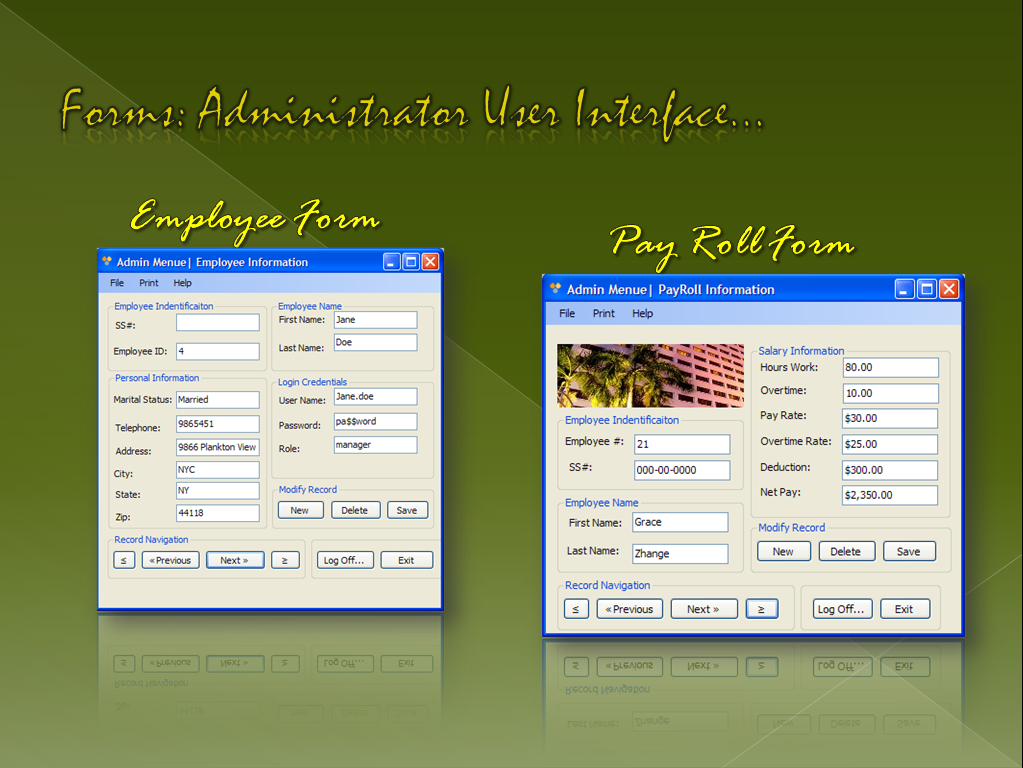 Forms: Administrator User Interface...
Employee Form
Admin Menue| Employee Information
File Print Help
Employee Indentificaiton
SS#:
Employee ID: 4
Employee Name
First Name: Jane
Last Name: Doe
Personal Information
Marital Status: Married
Telephone: 9865451
Address: 9866 Plankton View
City: NYC
State: NY
Zip: 44118
Login Credentials
User Name: Jane.doe
Password: pa$$word
Role: manager
Modify Record
New Delete Save
Record Navigation
≤ «Previous Next » ≥ Log Off... Exit
Pay Roll Form
Admin Menue| PayRoll Information
File Print Help
Employee Indentificaiton
Employee #: 21
SS#: 000-00-0000
Employee Name
First Name: Grace
Last Name: Zhange
Salary Information
Hours Work: 80.00
Overtime: 10.00
Pay Rate: $30.00
Overtime Rate: $25.00
Deduction: $300.00
Net Pay: $2,350.00
Modify Record
New Delete Save
Record Navigation
≤ «Previous Next » ≥ Log Off... Exit